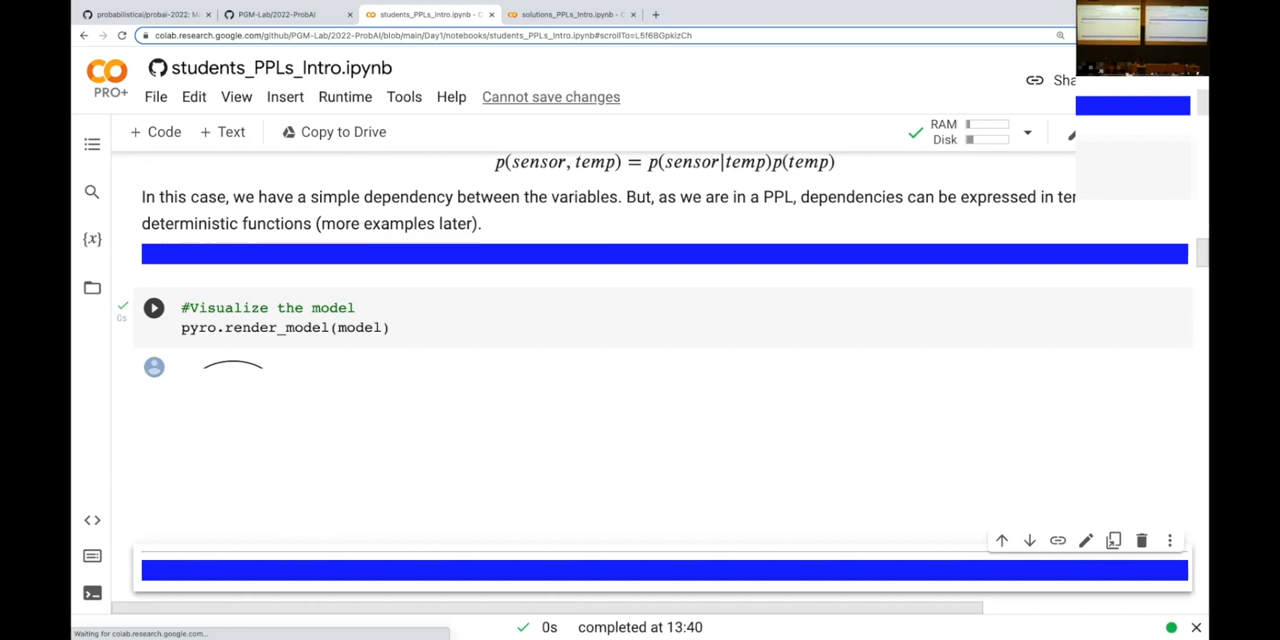 probabilisticai/probai-2022: Ma
PGM-Lab/2022-ProbAI
students_PPLs_Intro.ipynb - C
solutions_PPLs_Intro.ipynb - C
colab.research.google.com/github/PGM-Lab/2022-ProbAI/blob/main/Day1/notebooks/students_PPLs_Intro.ipynb#scrollTo=L5f6BGpkizCh
PRO+
students_PPLs_Intro.ipynb
File Edit View Insert Runtime Tools Help Cannot save changes
Sha
+ Code + Text Copy to Drive
RAM
Disk
p(sensor, temp) = p(sensor|temp)p(temp)
In this case, we have a simple dependency between the variables. But, as we are in a PPL, dependencies can be expressed in ter
deterministic functions (more examples later).
{x}
0s
#Visualize the model
pyro.render_model(model)
0s completed at 13:40
Waiting for colab.research.google.com...